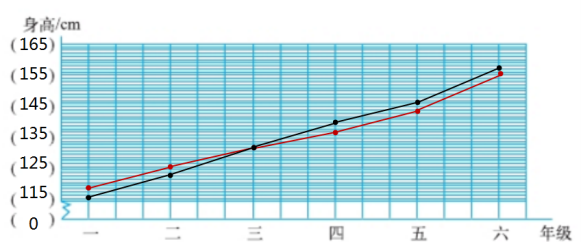 身高/cm
(165)
(155)
(145)
(135)
(125)
(115)
( 0 )
一 二 三 四 五 六 年级